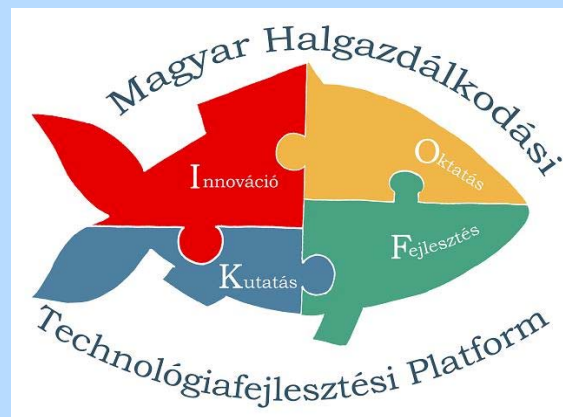 Magyar Halgazdálkodási
Innováció
Oktatás
Kutatás
Fejlesztés
Technológiafejlesztési Platform